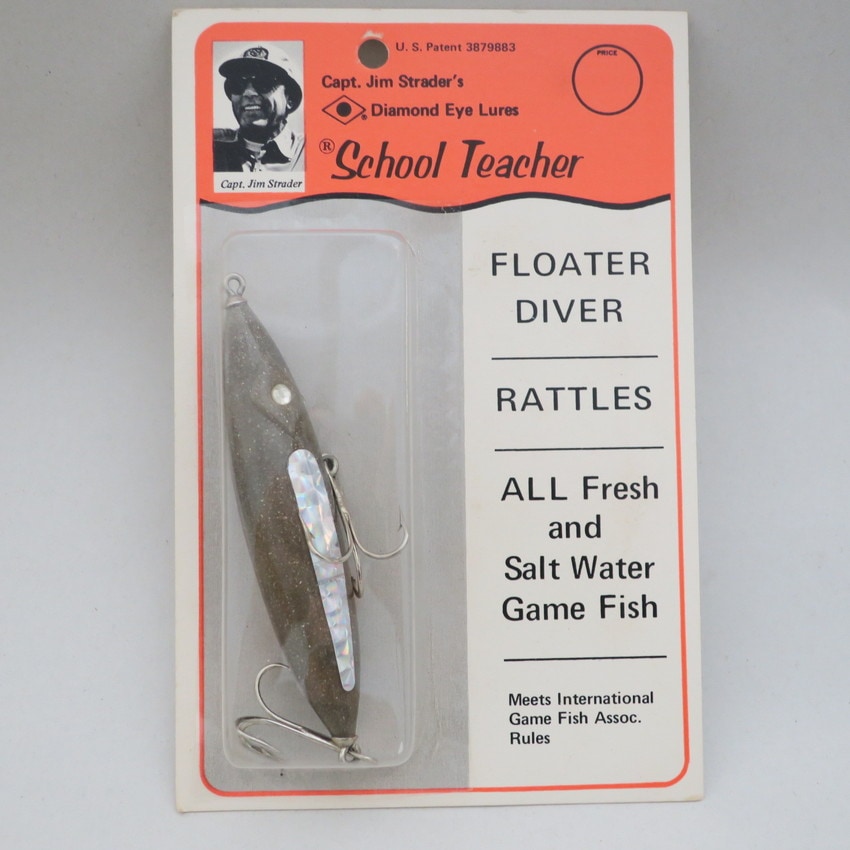 U. S. Patent 3879883
PRICE
Capt. Jim Strader's
® Diamond Eye Lures
® School Teacher
Capt. Jim Strader
FLOATER
DIVER
RATTLES
ALL Fresh
and
Salt Water
Game Fish
Meets International
Game Fish Assoc.
Rules